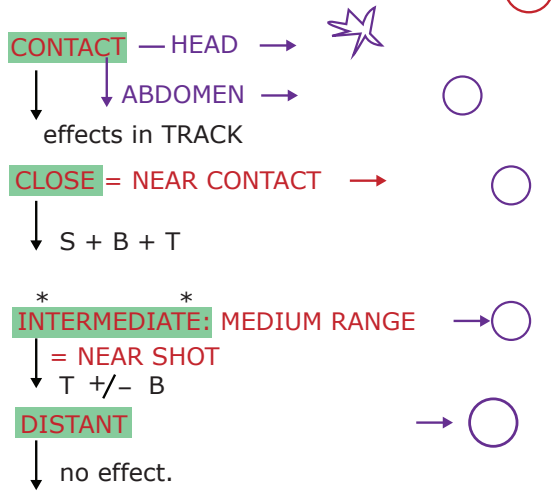 CONTACT — HEAD →
ABDOMEN →
effects in TRACK
CLOSE = NEAR CONTACT →
S + B + T
* *
INTERMEDIATE: MEDIUM RANGE →
= NEAR SHOT
T +/– B
DISTANT →
no effect.